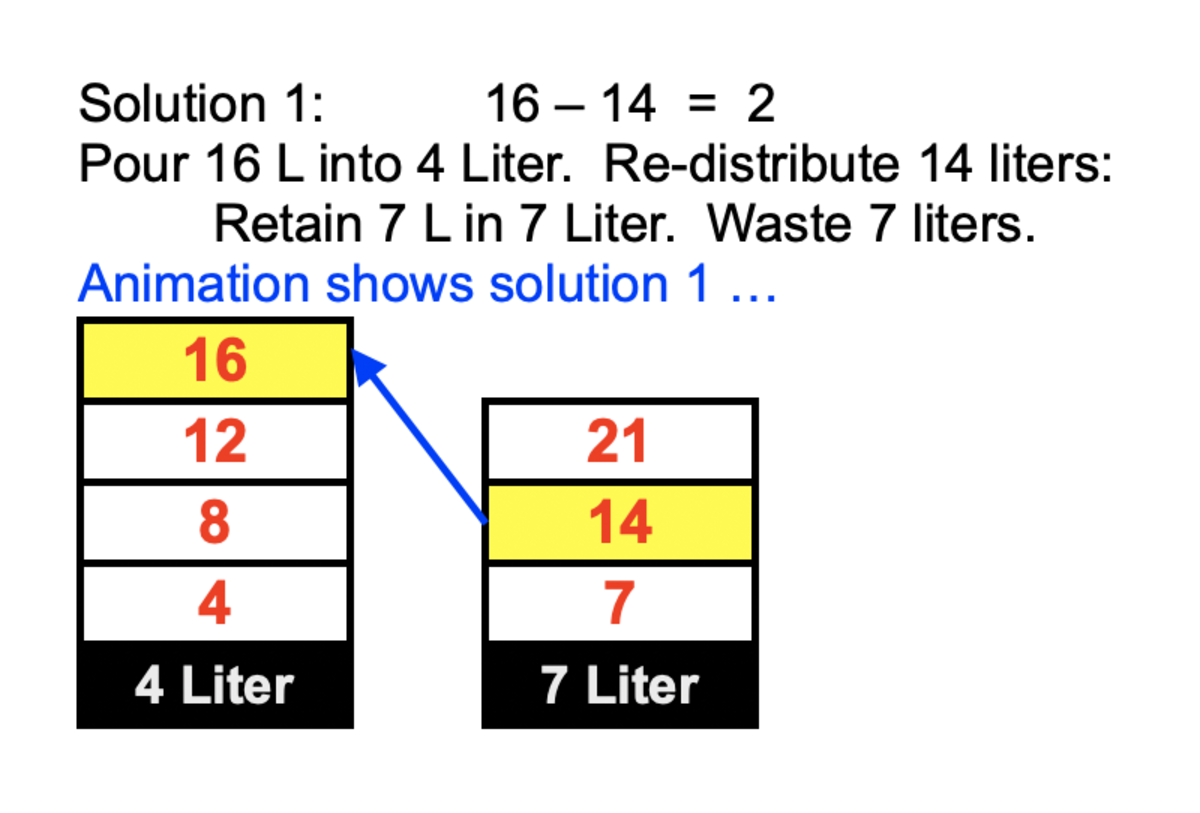 Solution 1: 16 – 14 = 2
Pour 16 L into 4 Liter. Re-distribute 14 liters:
Retain 7 L in 7 Liter. Waste 7 liters.
Animation shows solution 1 …
16
12
8
4
4 Liter
21
14
7
7 Liter